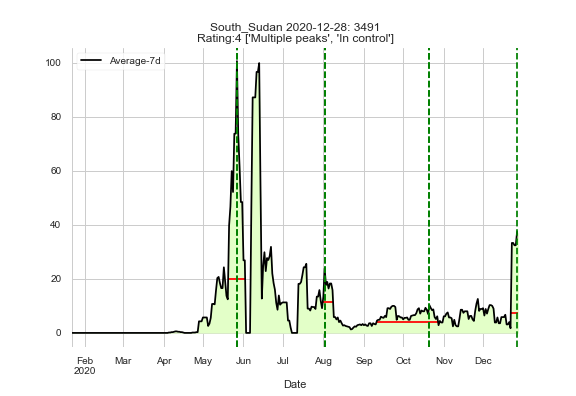 South_Sudan 2020-12-28: 3491
Rating:4 ['Multiple peaks', 'In control']
Average-7d
100
80
60
40
20
0
Feb Mar Apr May Jun Jul Aug Sep Oct Nov Dec
2020
Date